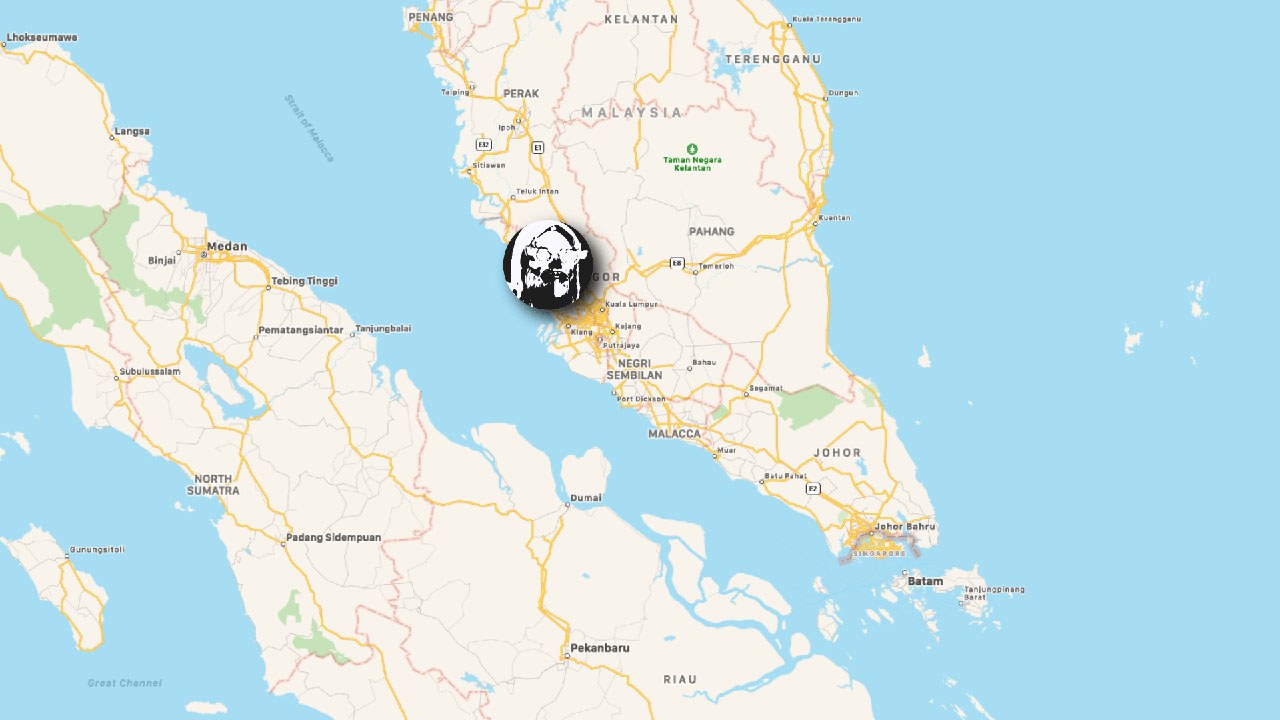 PENANG
KELANTAN
Kuala Terengganu
Lhokseumawe
TERENGGANU
Strait of Malacca
Taiping
PERAK
Dungun
MALAYSIA
Ipoh
Langsa
E32
E1
Taman Negara
Kelantan
Sitiawan
Teluk Intan
Kuantan
PAHANG
Medan
Binjai
E8
Temerloh
GOR
Tebing Tinggi
Kuala Lumpur
Pematangsiantar
Tanjungbalai
Klang
Kajang
Putrajaya
Subulussalam
NEGRI
SEMBILAN
Bahau
Segamat
Port Dickson
MALACCA
Muar
JOHOR
NORTH
SUMATRA
Batu Pahat
E2
Dumai
Johor Bahru
Padang Sidempuan
Gunungsitoli
SINGAPORE
Batam
Tanjungpinang
Barat
Pekanbaru
RIAU
Great Channel